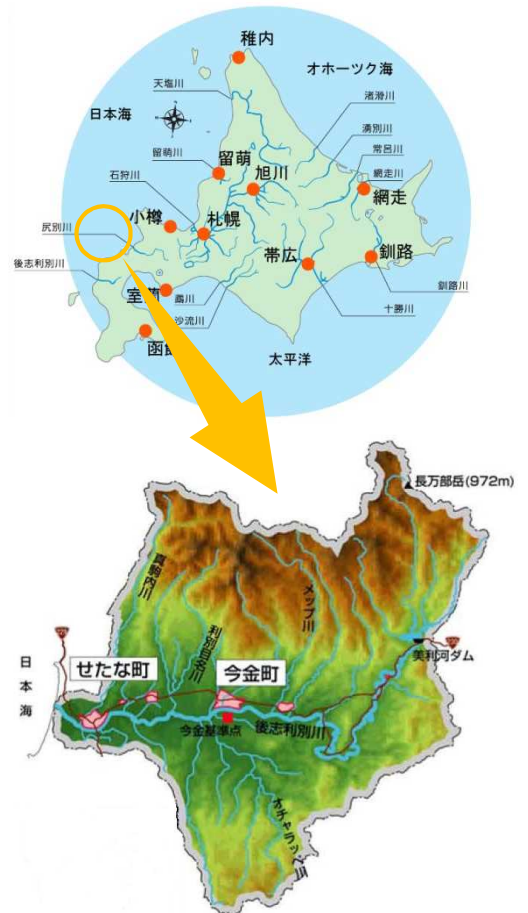 稚内
オホーツク海
天塩川
渚滑川
日本海
湧別川
留萌川
留萌
常呂川
石狩川
旭川
網走川
網走
小樽
札幌
尻別川
帯広
釧路
後志利別川
室蘭
鵡川
釧路川
沙流川
十勝川
函館
太平洋
長万部岳(972m)
真駒内川
メップ川
利別目名川
美利河ダム
日本海
せたな町
今金町
今金基準点
後志利別川
オチャラッペ川